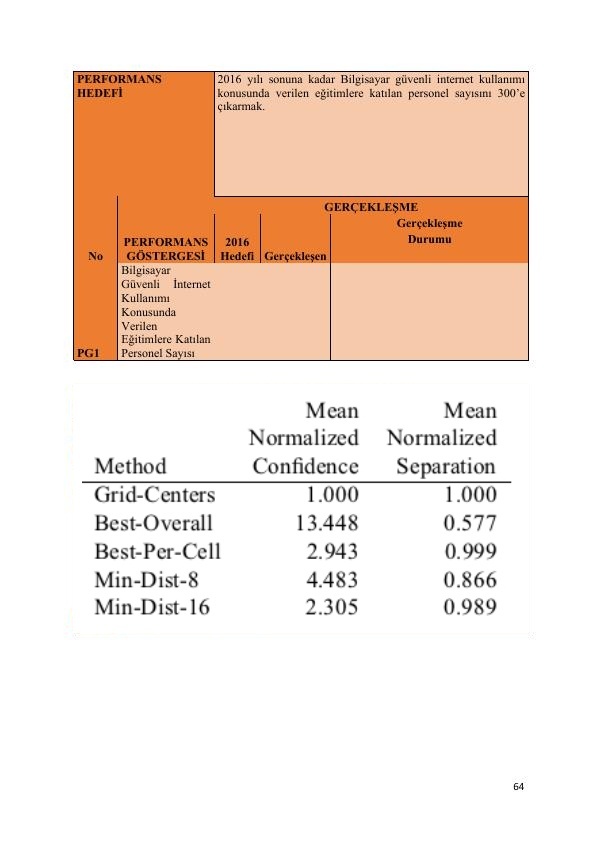 PERFORMANS
HEDEFİ
2016 yılı sonuna kadar Bilgisayar güvenli internet kullanımı
konusunda verilen eğitimlere katılan personel sayısını 300’e
çıkarmak.
GERÇEKLEŞME
No
PERFORMANS
GÖSTERGESİ
2016
Hedefi
Gerçekleşen
Gerçekleşme
Durumu
PG1
Bilgisayar
Güvenli İnternet
Kullanımı
Konusunda
Verilen
Eğitimlere Katılan
Personel Sayısı
Method
Mean
Normalized
Confidence
Mean
Normalized
Separation
Grid-Centers 1.000 1.000
Best-Overall 13.448 0.577
Best-Per-Cell 2.943 0.999
Min-Dist-8 4.483 0.866
Min-Dist-16 2.305 0.989
64